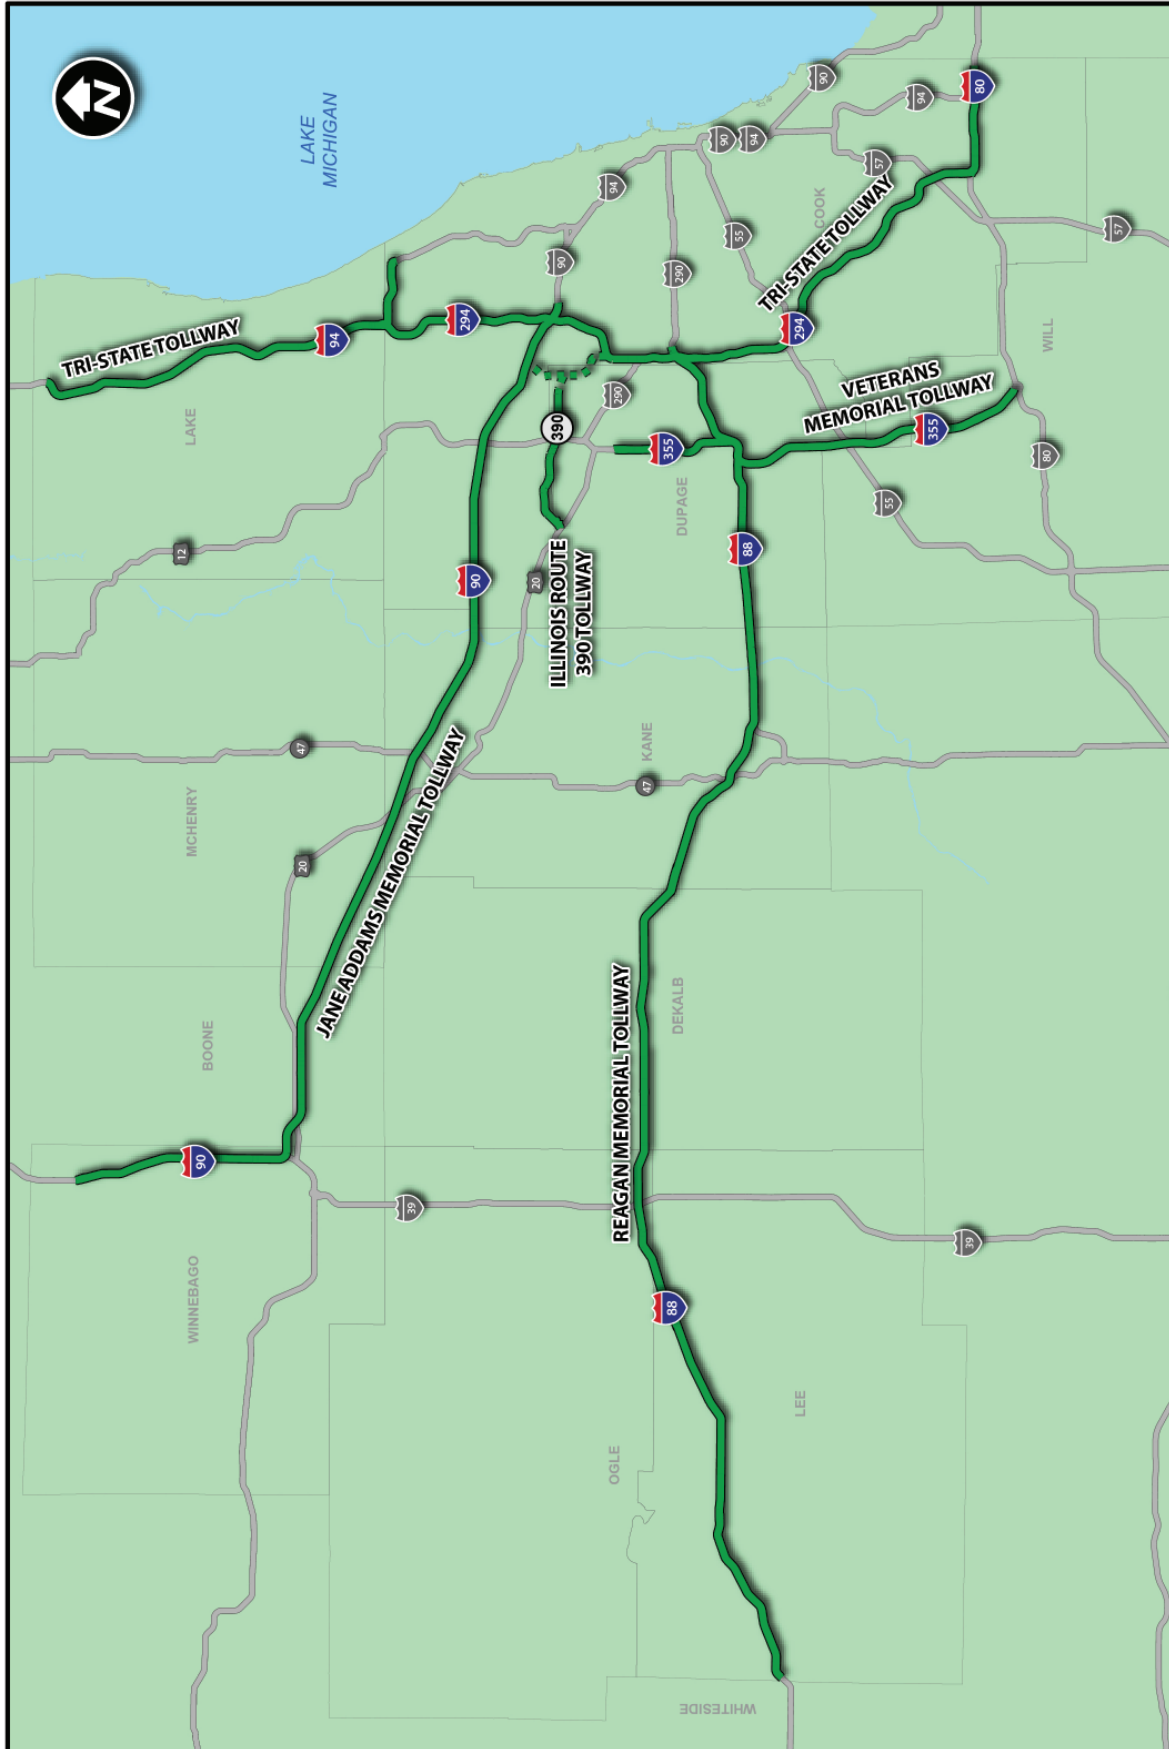 N
LAKE
MICHIGAN
TRI-STATE TOLLWAY
94
294
LAKE
12
47
MCHENRY
20
BOONE
90
WINNEBAGO
39
JANE ADDAMS MEMORIAL TOLLWAY
90
20
ILLINOIS ROUTE
390 TOLLWAY
390
90
94
90
94
90
94
80
57
COOK
TRI-STATE TOLLWAY
55
290
290
294
57
WILL
VETERANS
MEMORIAL TOLLWAY
355
355
80
55
DUPAGE
88
KANE
47
DEKALB
REAGAN MEMORIAL TOLLWAY
88
39
OGLE
LEE
WHITESIDE